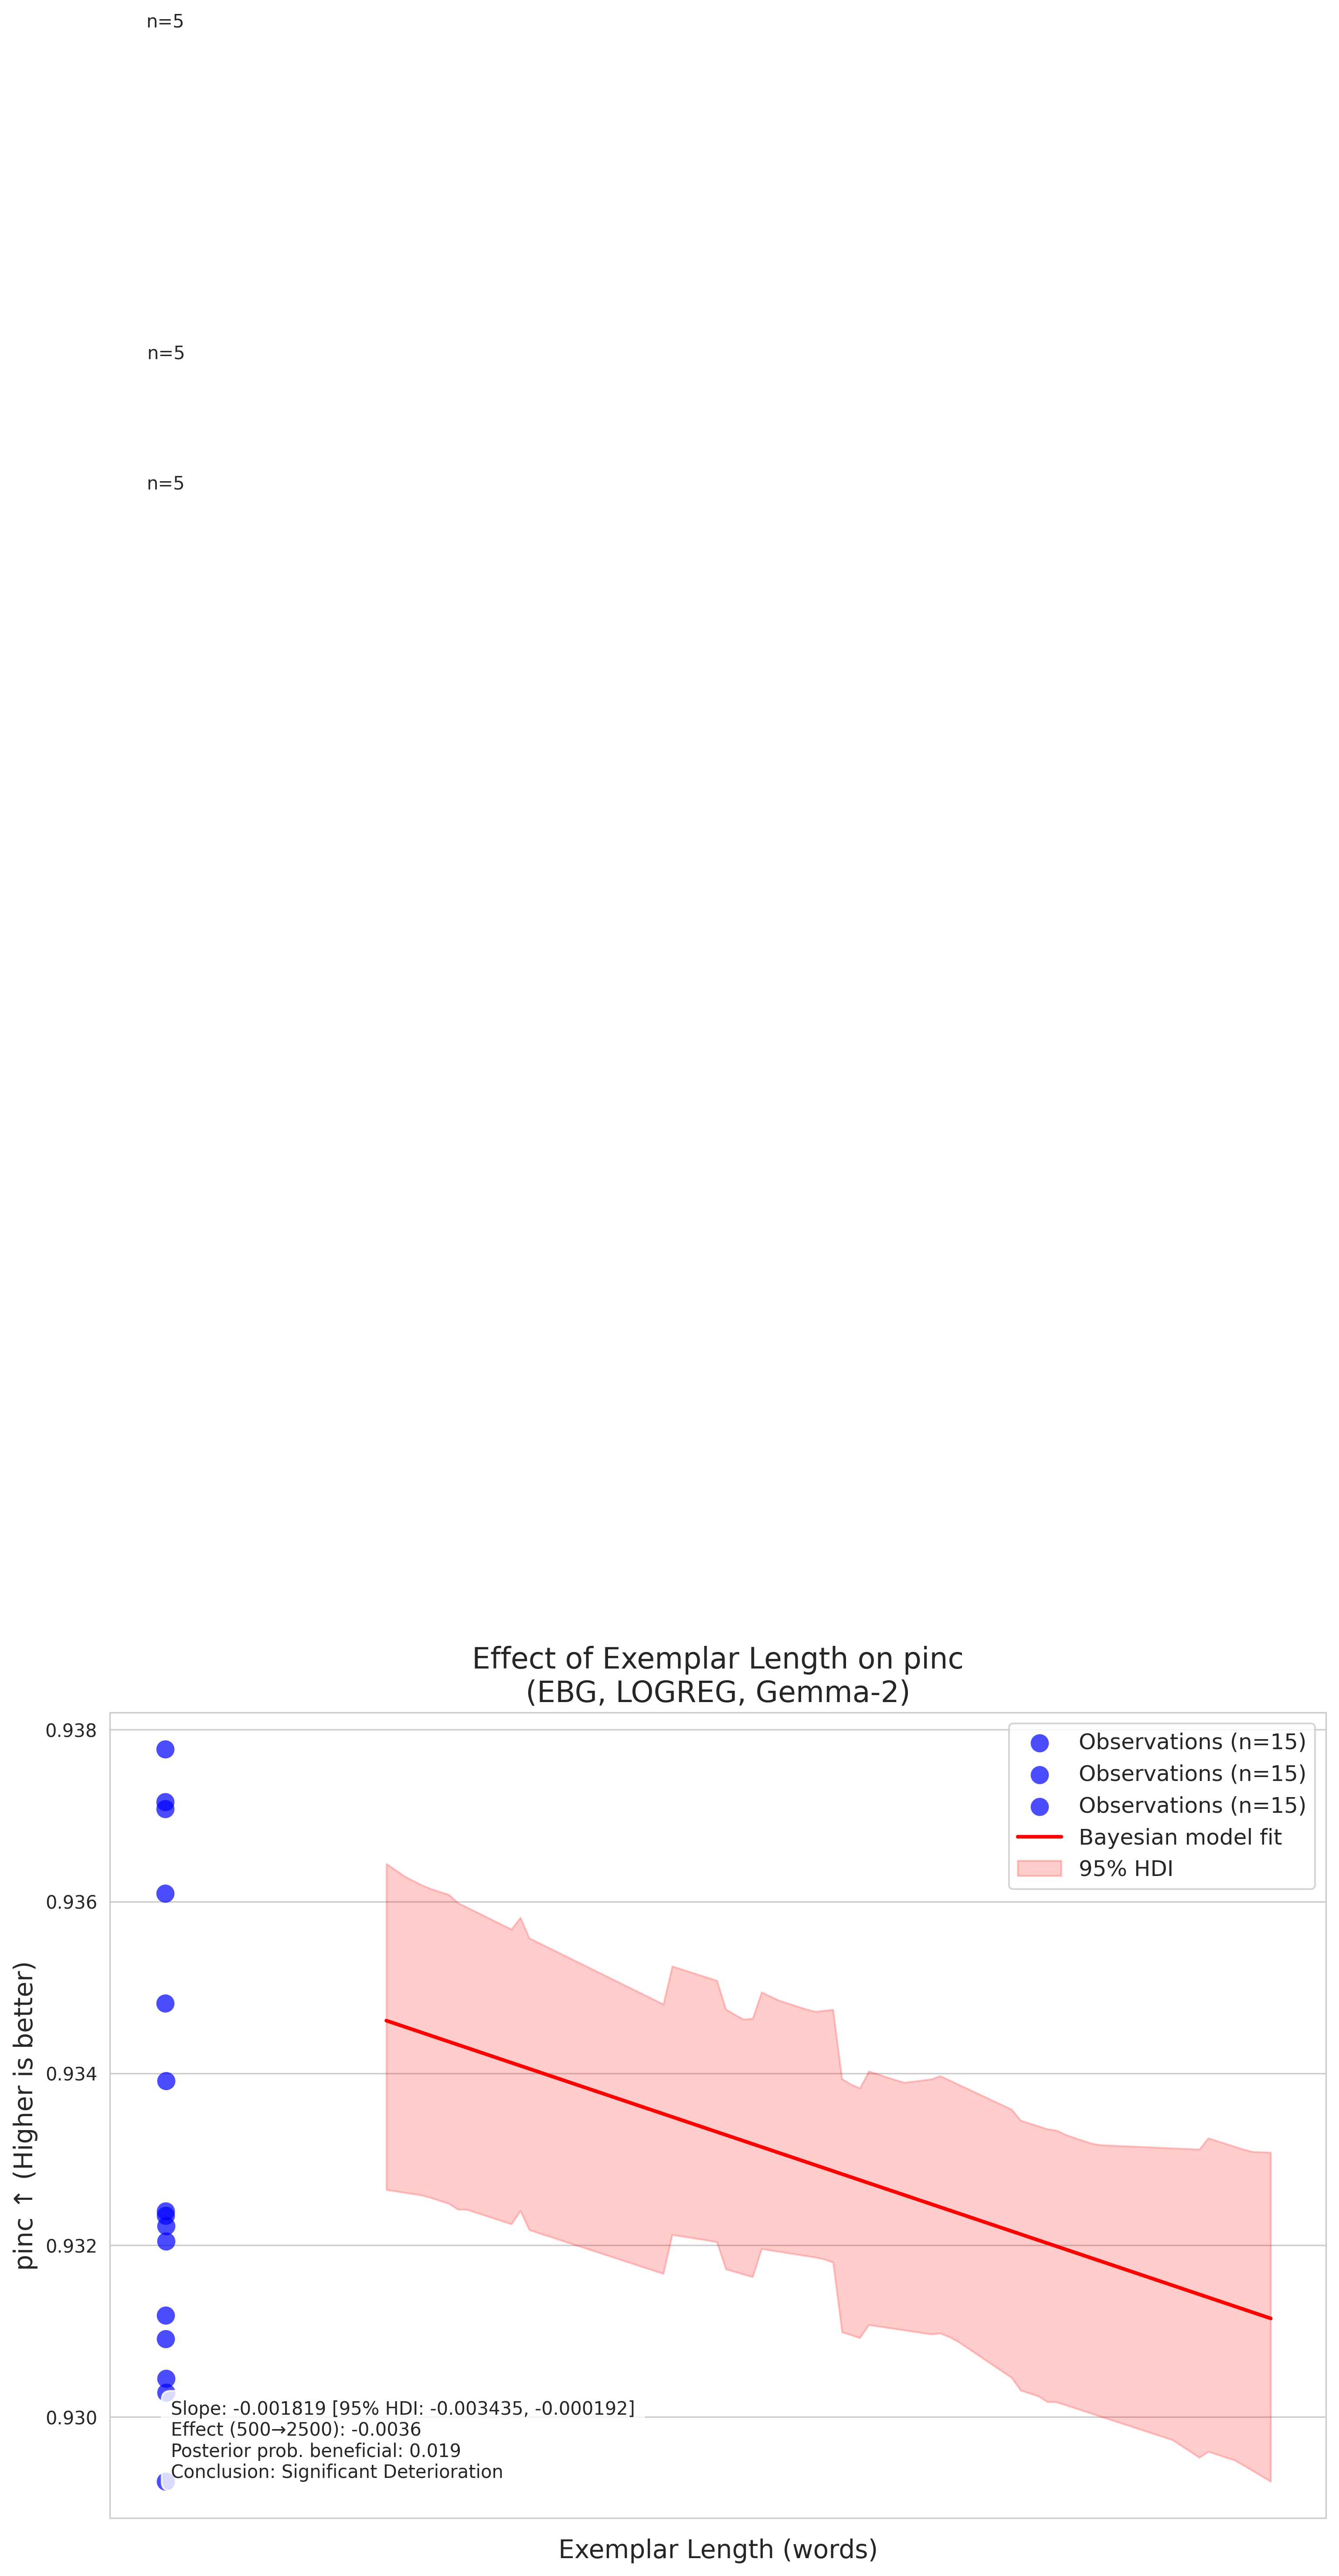 n=5
n=5
n=5
Effect of Exemplar Length on pinc
(EBG, LOGREG, Gemma-2)
0.938
0.936
0.934
0.932
0.930
pinc ↑ (Higher is better)
Observations (n=15)
Observations (n=15)
Observations (n=15)
Bayesian model fit
95% HDI
Slope: -0.001819 [95% HDI: -0.003435, -0.000192]
Effect (500→2500): -0.0036
Posterior prob. beneficial: 0.019
Conclusion: Significant Deterioration
Exemplar Length (words)